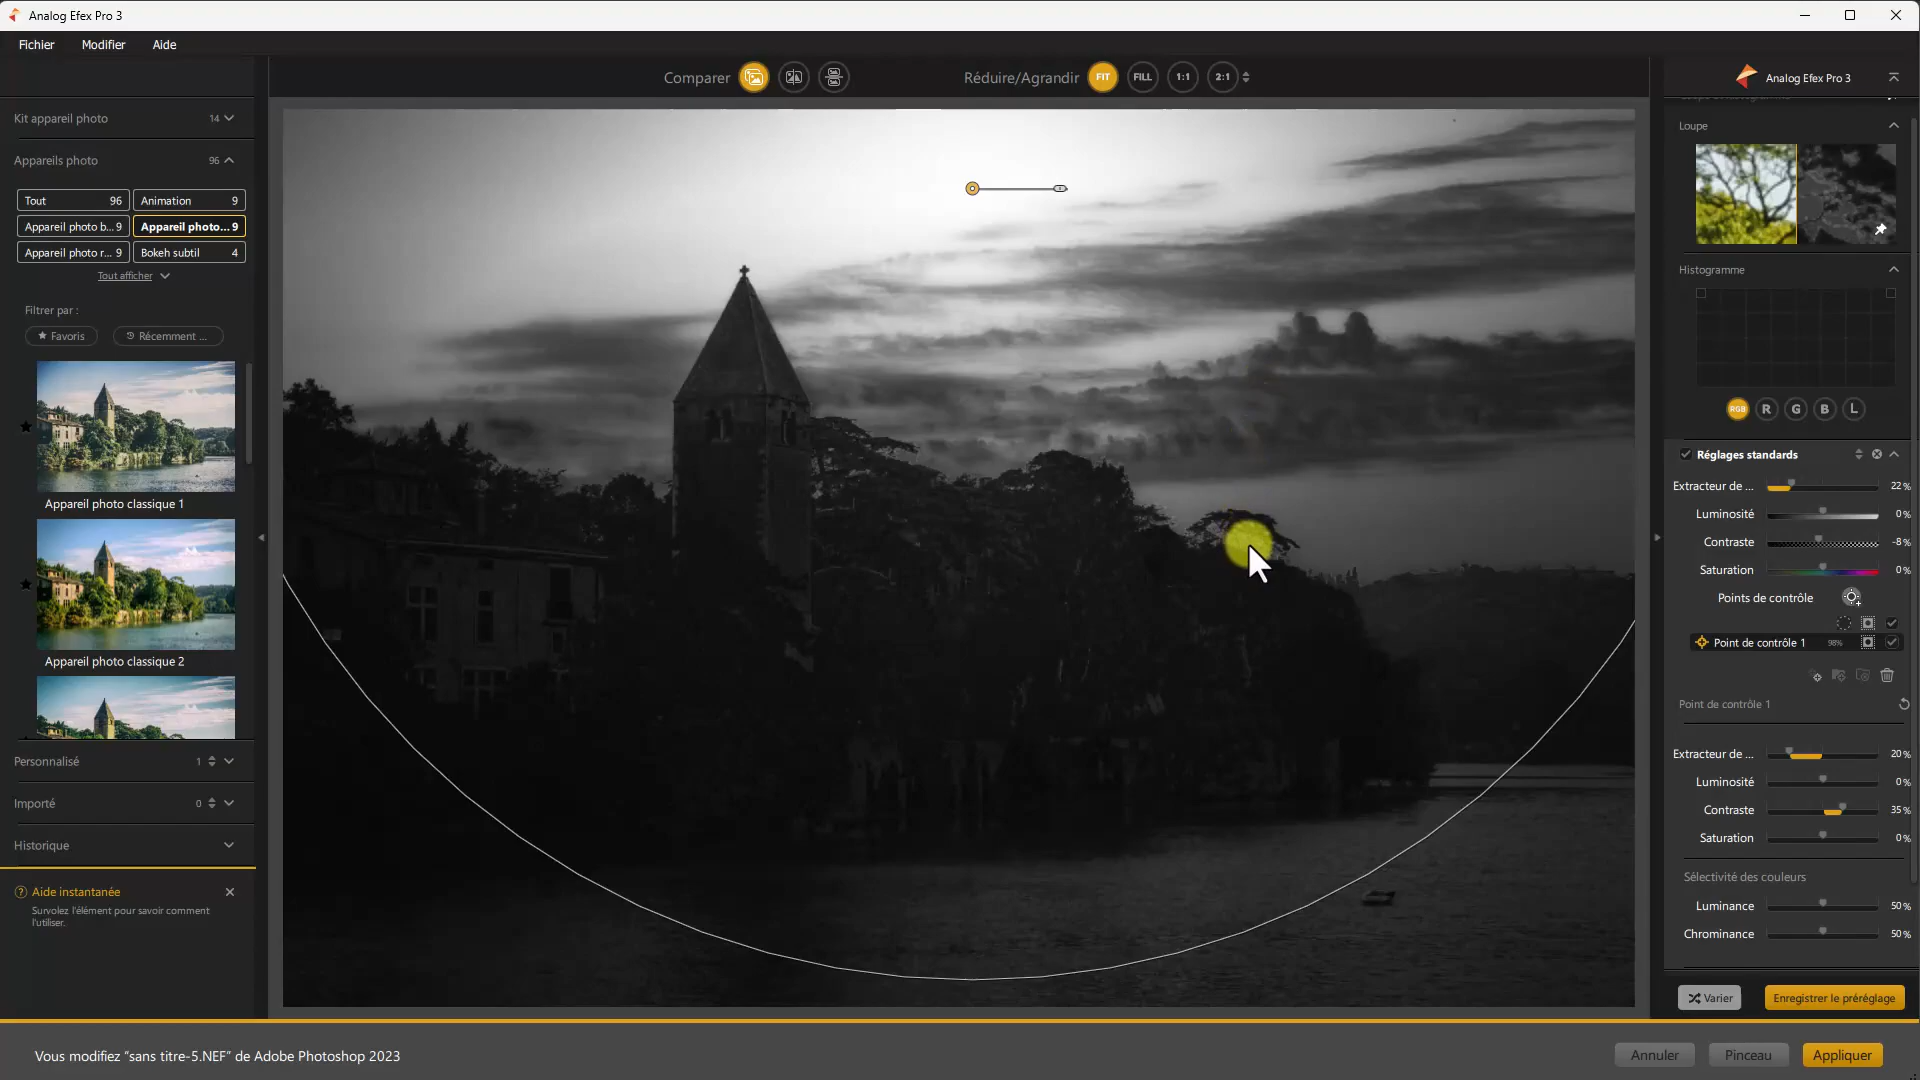 Analog Efex Pro 3
Fichier Modifier Aide
Comparer Réduire/Agrandir FIT FILL 1:1 2:1
Analog Efex Pro 3
Kit appareil photo 14
Appareils photo 96
Tout 96 Animation 9
Appareil photo b... 9 Appareil photo... 9
Appareil photo r... 9 Bokeh subtil 4
Tout afficher
Filtrer par :
Favoris Récemment ...
Appareil photo classique 1
Appareil photo classique 2
Personnalisé 1
Importé 0
Historique
Aide instantanée
Survolez l'élément pour savoir comment
l'utiliser.
Loupe
Histogramme
RGB R G B L
Réglages standards
Extracteur de ... 22%
Luminosité 0%
Contraste -8%
Saturation 0%
Points de contrôle
Point de contrôle 1 98%
Point de contrôle 1
Extracteur de ... 20%
Luminosité 0%
Contraste 35%
Saturation 0%
Sélectivité des couleurs
Luminance 50%
Chrominance 50%
Varier Enregistrer le préréglage
Vous modifiez “sans titre-5.NEF” de Adobe Photoshop 2023
Annuler Pinceau Appliquer